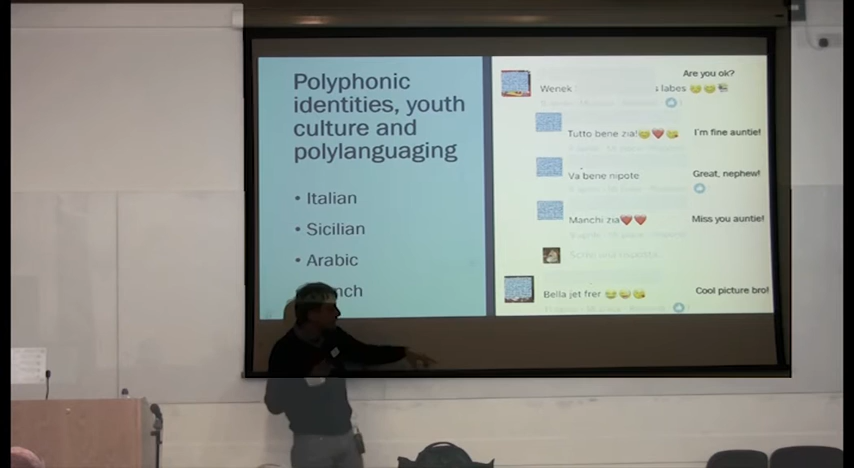 Polyphonic
identities, youth
culture and
polylanguaging
• Italian
• Sicilian
• Arabic
nch
Are you ok?
Wenek labes
Tutto bene zia! I'm fine auntie!
Va bene nipote Great, nephew!
Manchi zia Miss you auntie!
Bella jet frer Cool picture bro!